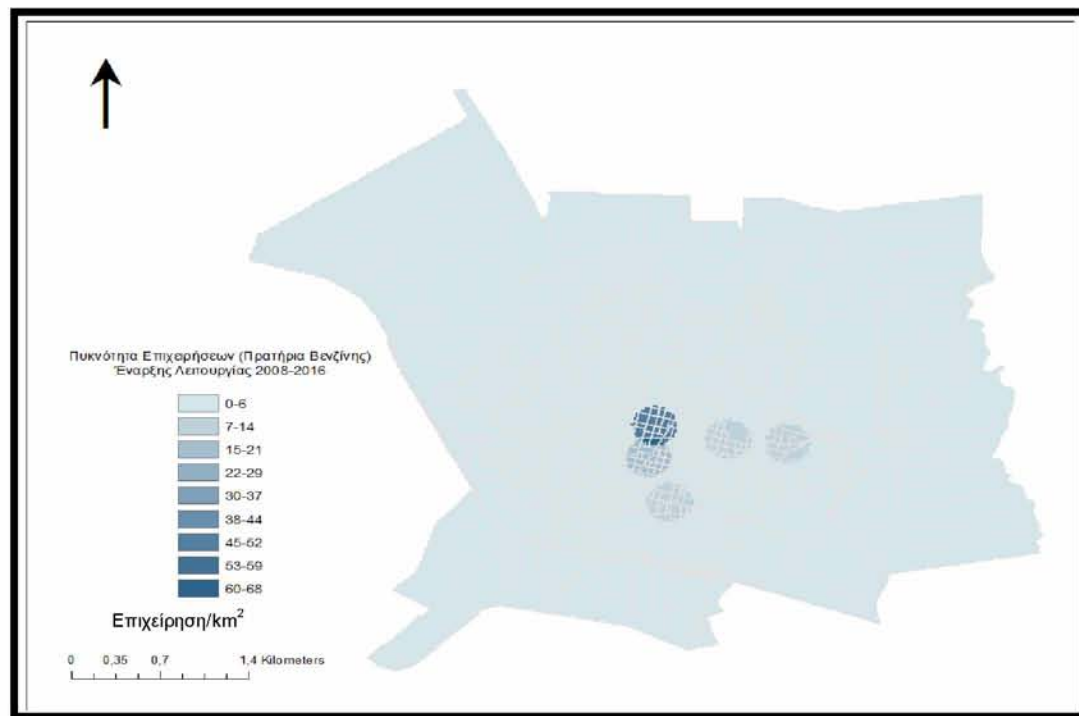 Πυκνότητα Επιχειρήσεων (Πρατήρια Βενζίνης)
Έναρξης Λειτουργίας 2008-2016
0-6
7-14
15-21
22-29
30-37
38-44
45-52
53-59
60-68
Επιχείρηση/km²
0 0,35 0,7 1,4 Kilometers